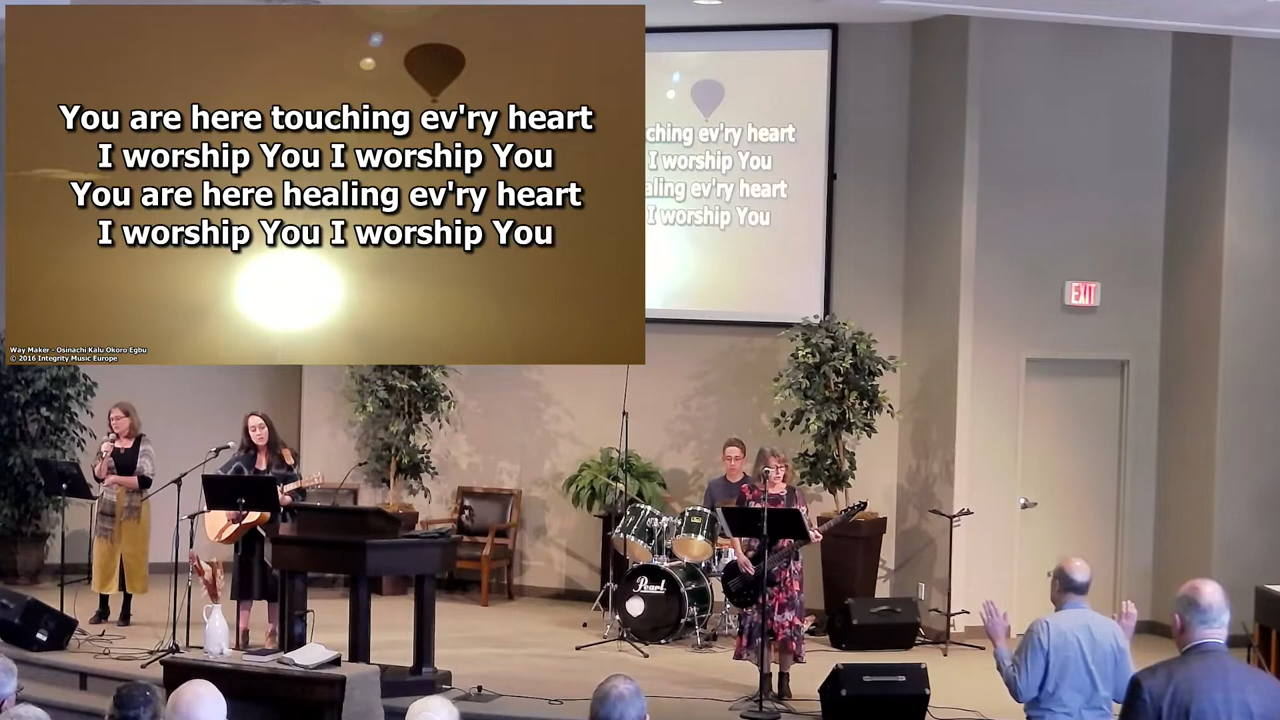 You are here touching ev'ry heart
I worship You I worship You
You are here healing ev'ry heart
I worship You I worship You
Way Maker - Osinachi Kalu Okoro Egbu
© 2016 Integrity Music Europe
ching ev'ry heart
I worship You
aling ev'ry heart
I worship You
EXIT
Pearl